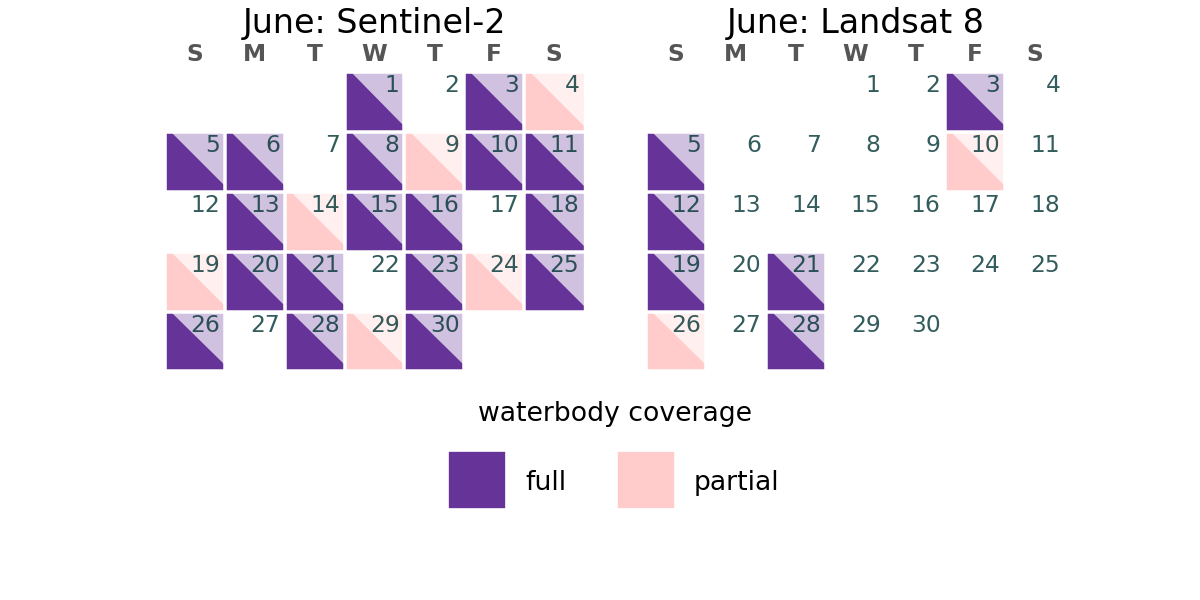 June: Sentinel-2
S M T W T F S
1 2 3 4
5 6 7 8 9 10 11
12 13 14 15 16 17 18
19 20 21 22 23 24 25
26 27 28 29 30
June: Landsat 8
S M T W T F S
1 2 3 4
5 6 7 8 9 10 11
12 13 14 15 16 17 18
19 20 21 22 23 24 25
26 27 28 29 30
waterbody coverage
full partial